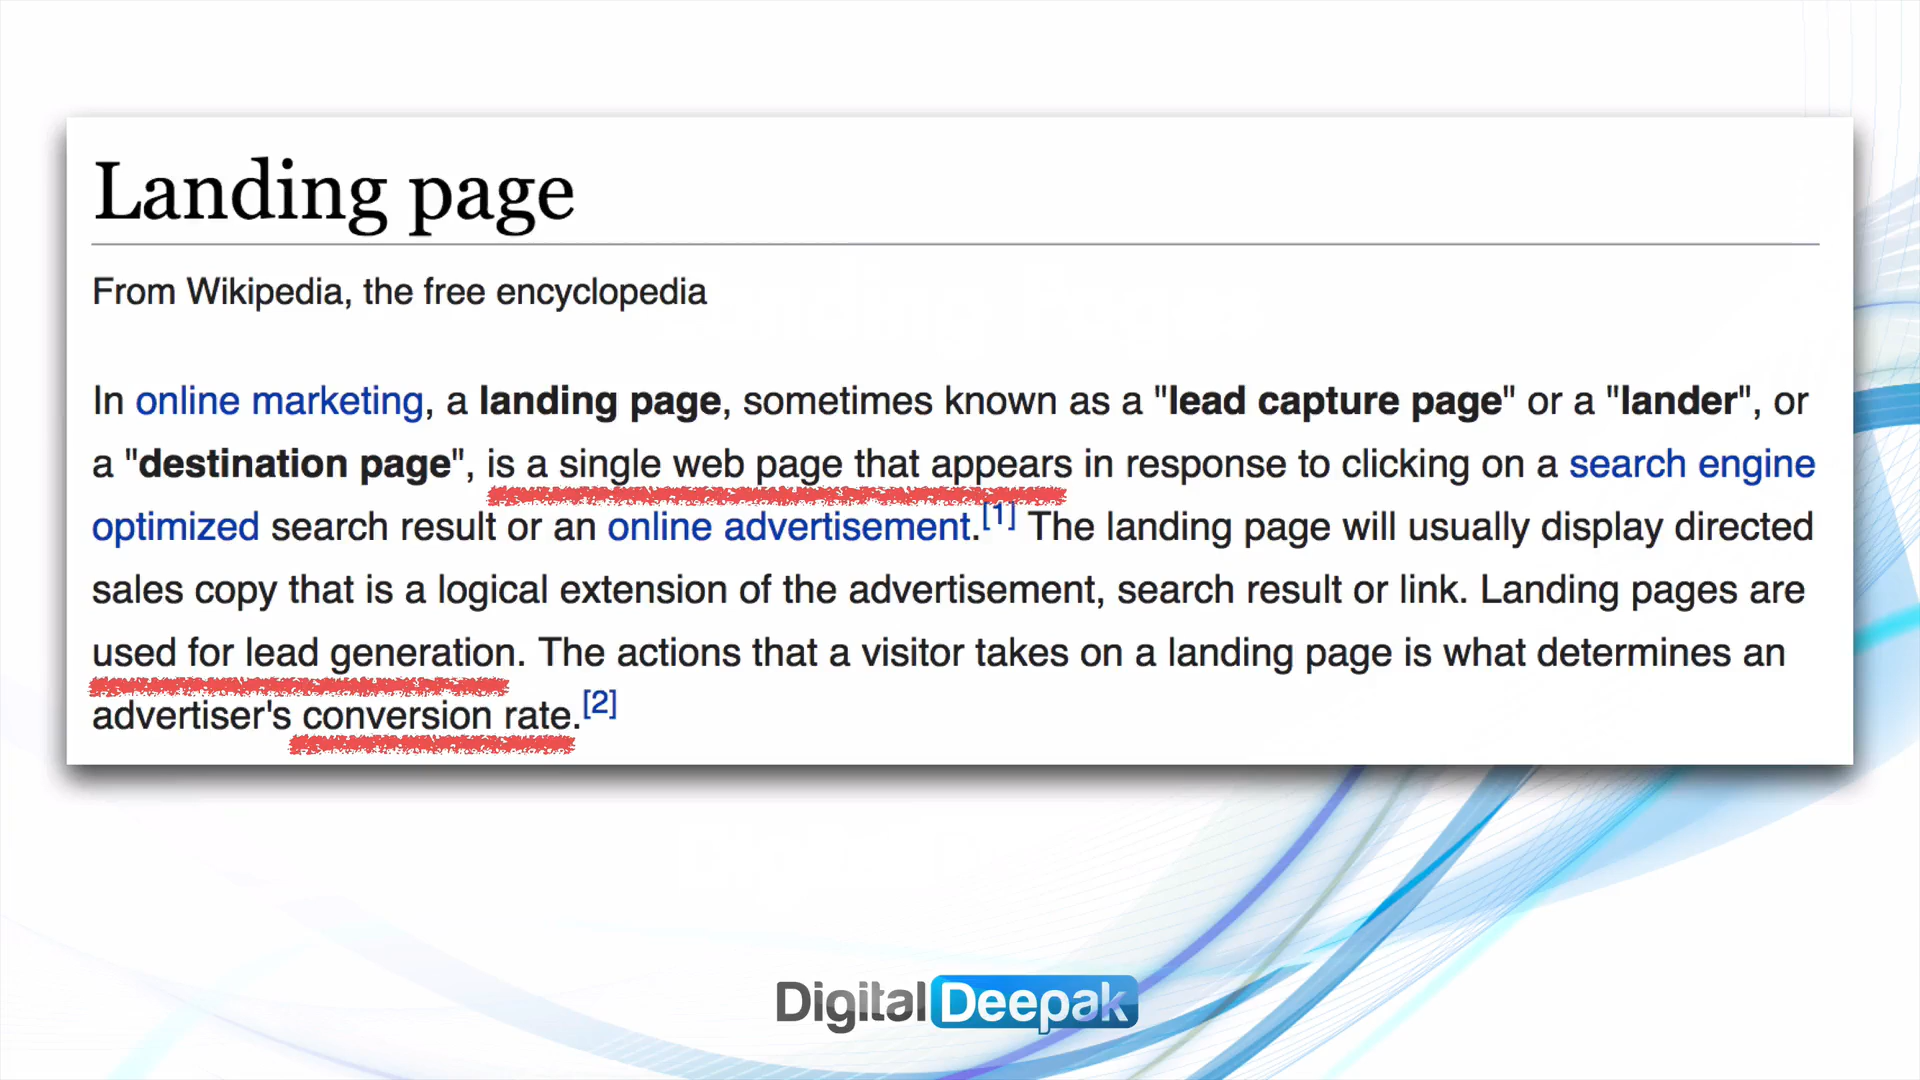 Landing page
From Wikipedia, the free encyclopedia
In online marketing, a landing page, sometimes known as a "lead capture page" or a "lander", or
a "destination page", is a single web page that appears in response to clicking on a search engine
optimized search result or an online advertisement.[1] The landing page will usually display directed
sales copy that is a logical extension of the advertisement, search result or link. Landing pages are
used for lead generation. The actions that a visitor takes on a landing page is what determines an
advertiser's conversion rate.[2]
Digital Deepak